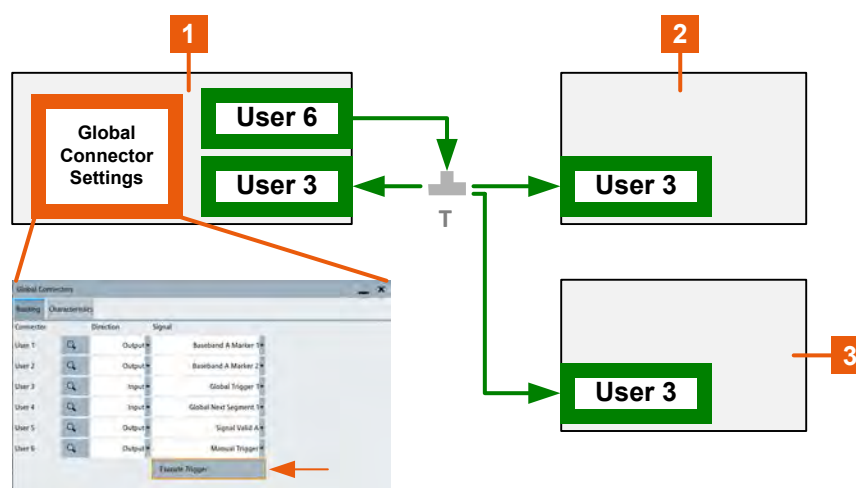 1
2
Global
Connector
Settings
User 6
User 3
T
User 3
User 3
3
Global Connectors
Routing Characteristics
Connector Direction Signal
User 1 Output Baseband A Marker 1
User 2 Output Baseband A Marker 2
User 3 Input Global Trigger 1
User 4 Input Global Next Segment 1
User 5 Output Signal Valid A
User 6 Output Manual Trigger
Execute Trigger